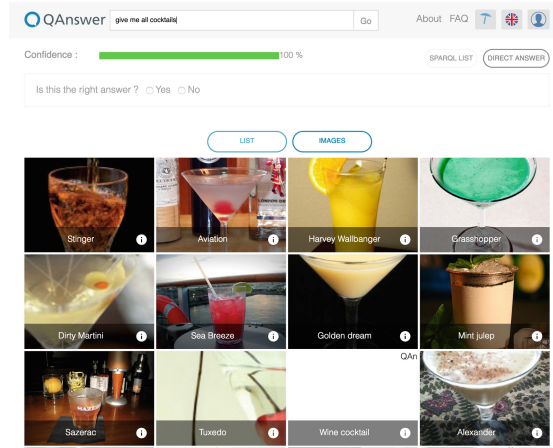 QAnswer
give me all cocktails
Go
About FAQ
Confidence :
100 %
SPARQL LIST
DIRECT ANSWER
Is this the right answer ? Yes No
LIST
IMAGES
Stinger
Aviation
Harvey Wallbanger
Grasshopper
Dirty Martini
Sea Breeze
Golden dream
Mint julep
QAn
Sazerac
Tuxedo
Wine cocktail
Alexander